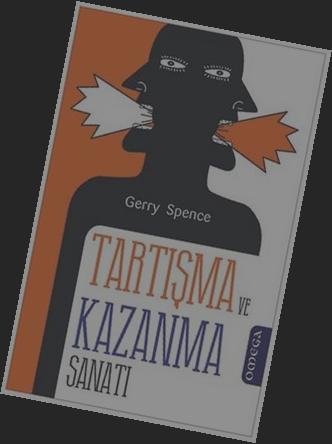 Gerry Spence
TARTIŞMA VE
KAZANMA
SANATI
OMEGA